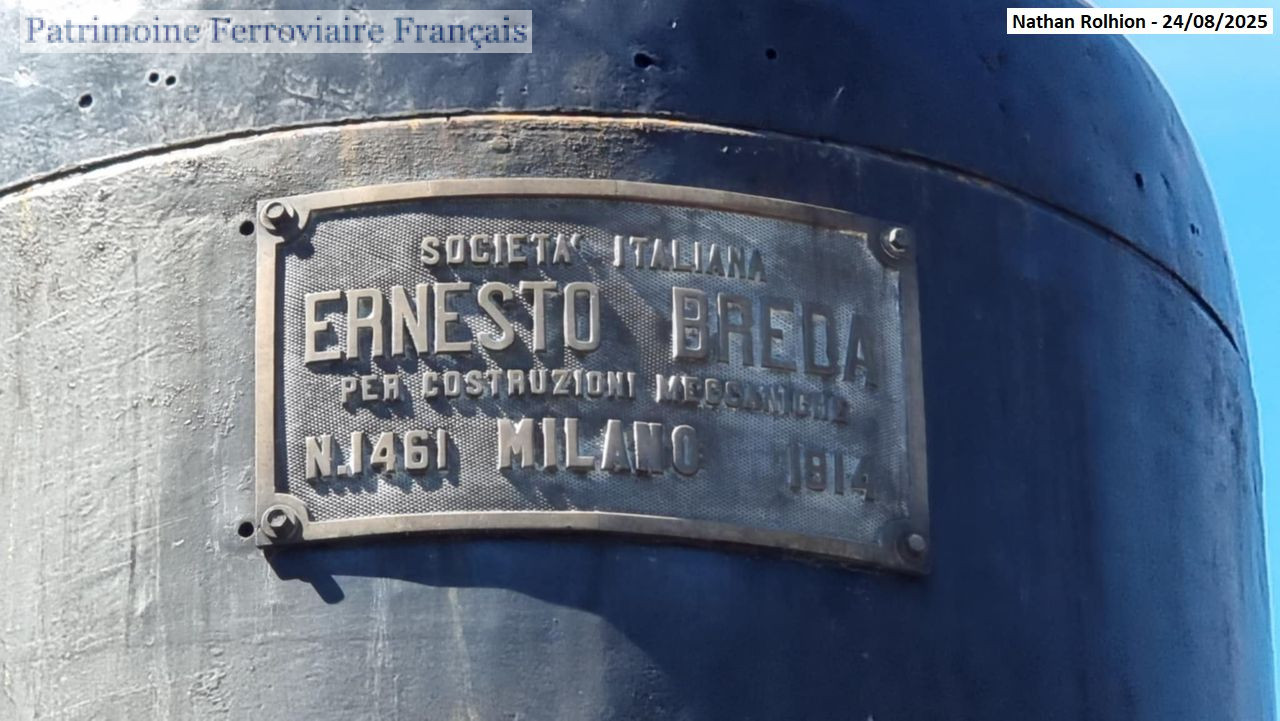 Patrimoine Ferroviaire Français
Nathan Rolhion - 24/08/2025
SOCIETA' ITALIANA
ERNESTO BREDA
PER COSTRUZIONI MECCANICHE
N.1461 MILANO 1914